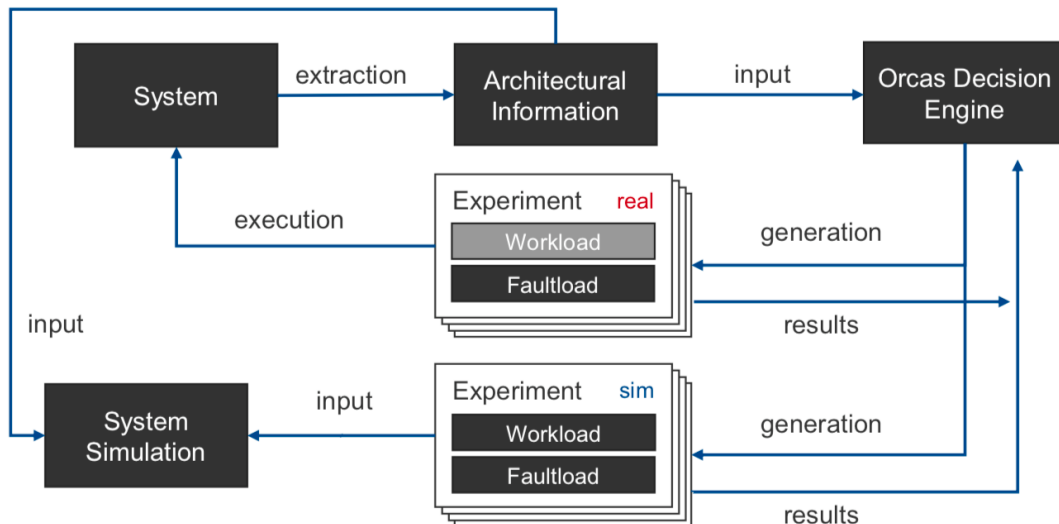 System
extraction
Architectural
Information
input
Orcas Decision
Engine
execution
Experiment real
Workload
Faultload
generation
results
input
System
Simulation
input
Experiment sim
Workload
Faultload
generation
results